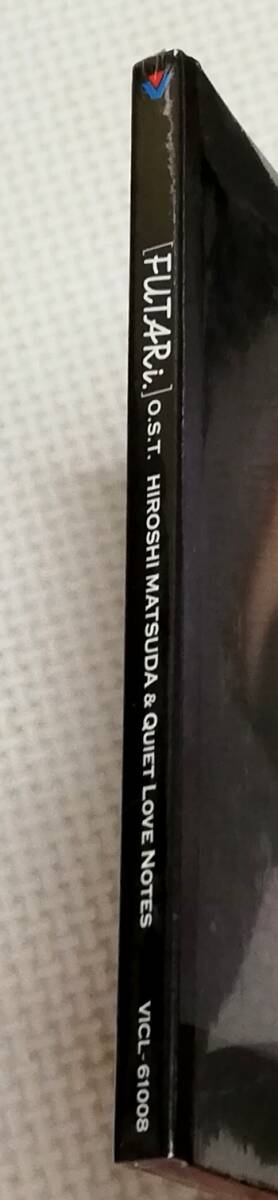 [FUTARi.] O.S.T. HIROSHI MATSUDA & QUIET LOVE NOTES VICL-61008